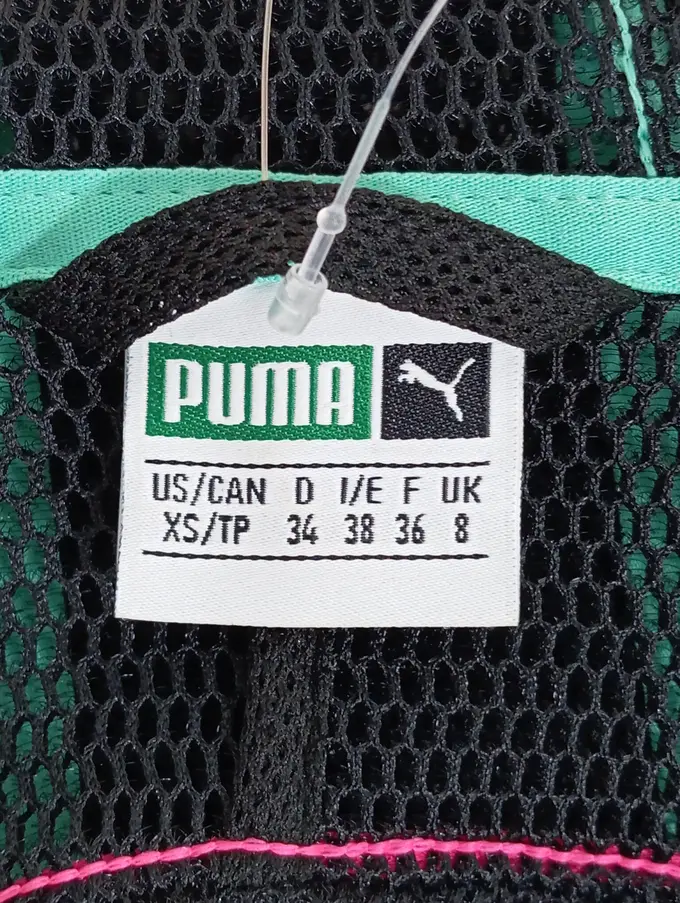 PUMA
US/CAN D I/E F UK
XS/TP 34 38 36 8